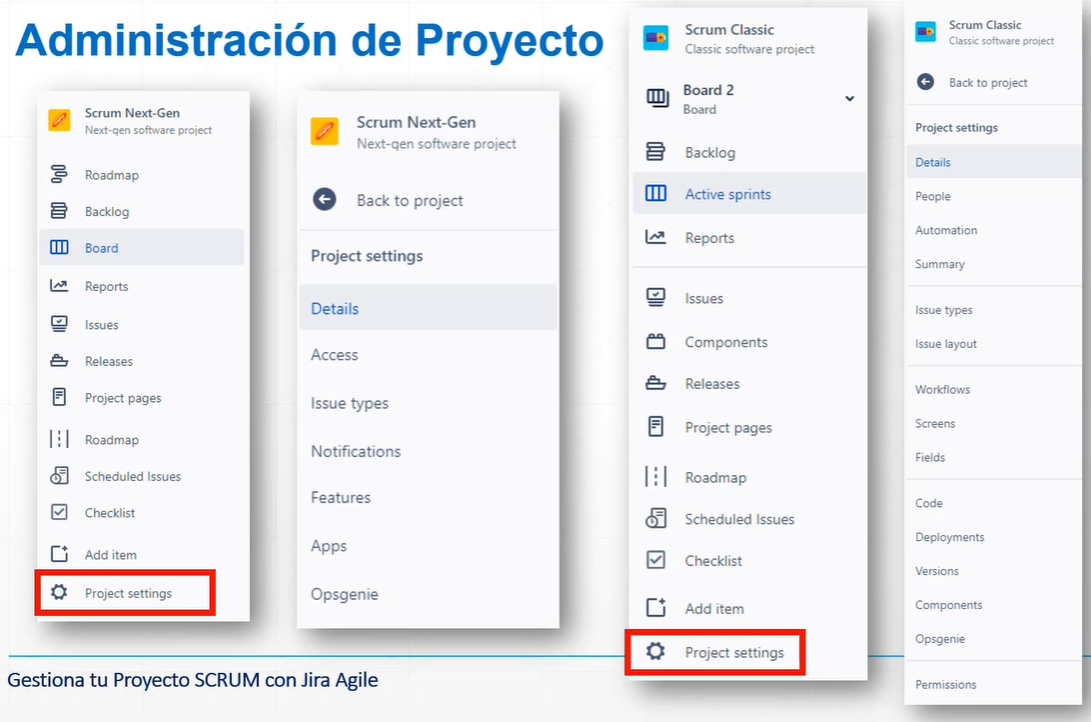 Administración de Proyecto
Scrum Next-Gen
Next-gen software project
Roadmap
Backlog
Board
Reports
Issues
Releases
Project pages
Roadmap
Scheduled Issues
Checklist
Add item
Project settings
Scrum Next-Gen
Next-gen software project
Back to project
Project settings
Details
Access
Issue types
Notifications
Features
Apps
Opsgenie
Scrum Classic
Classic software project
Board 2
Board
Backlog
Active sprints
Reports
Issues
Components
Releases
Project pages
Roadmap
Scheduled Issues
Checklist
Add item
Project settings
Scrum Classic
Classic software project
Back to project
Project settings
Details
People
Automation
Summary
Issue types
Issue layout
Workflows
Screens
Fields
Code
Deployments
Versions
Components
Opsgenie
Permissions
Gestiona tu Proyecto SCRUM con Jira Agile